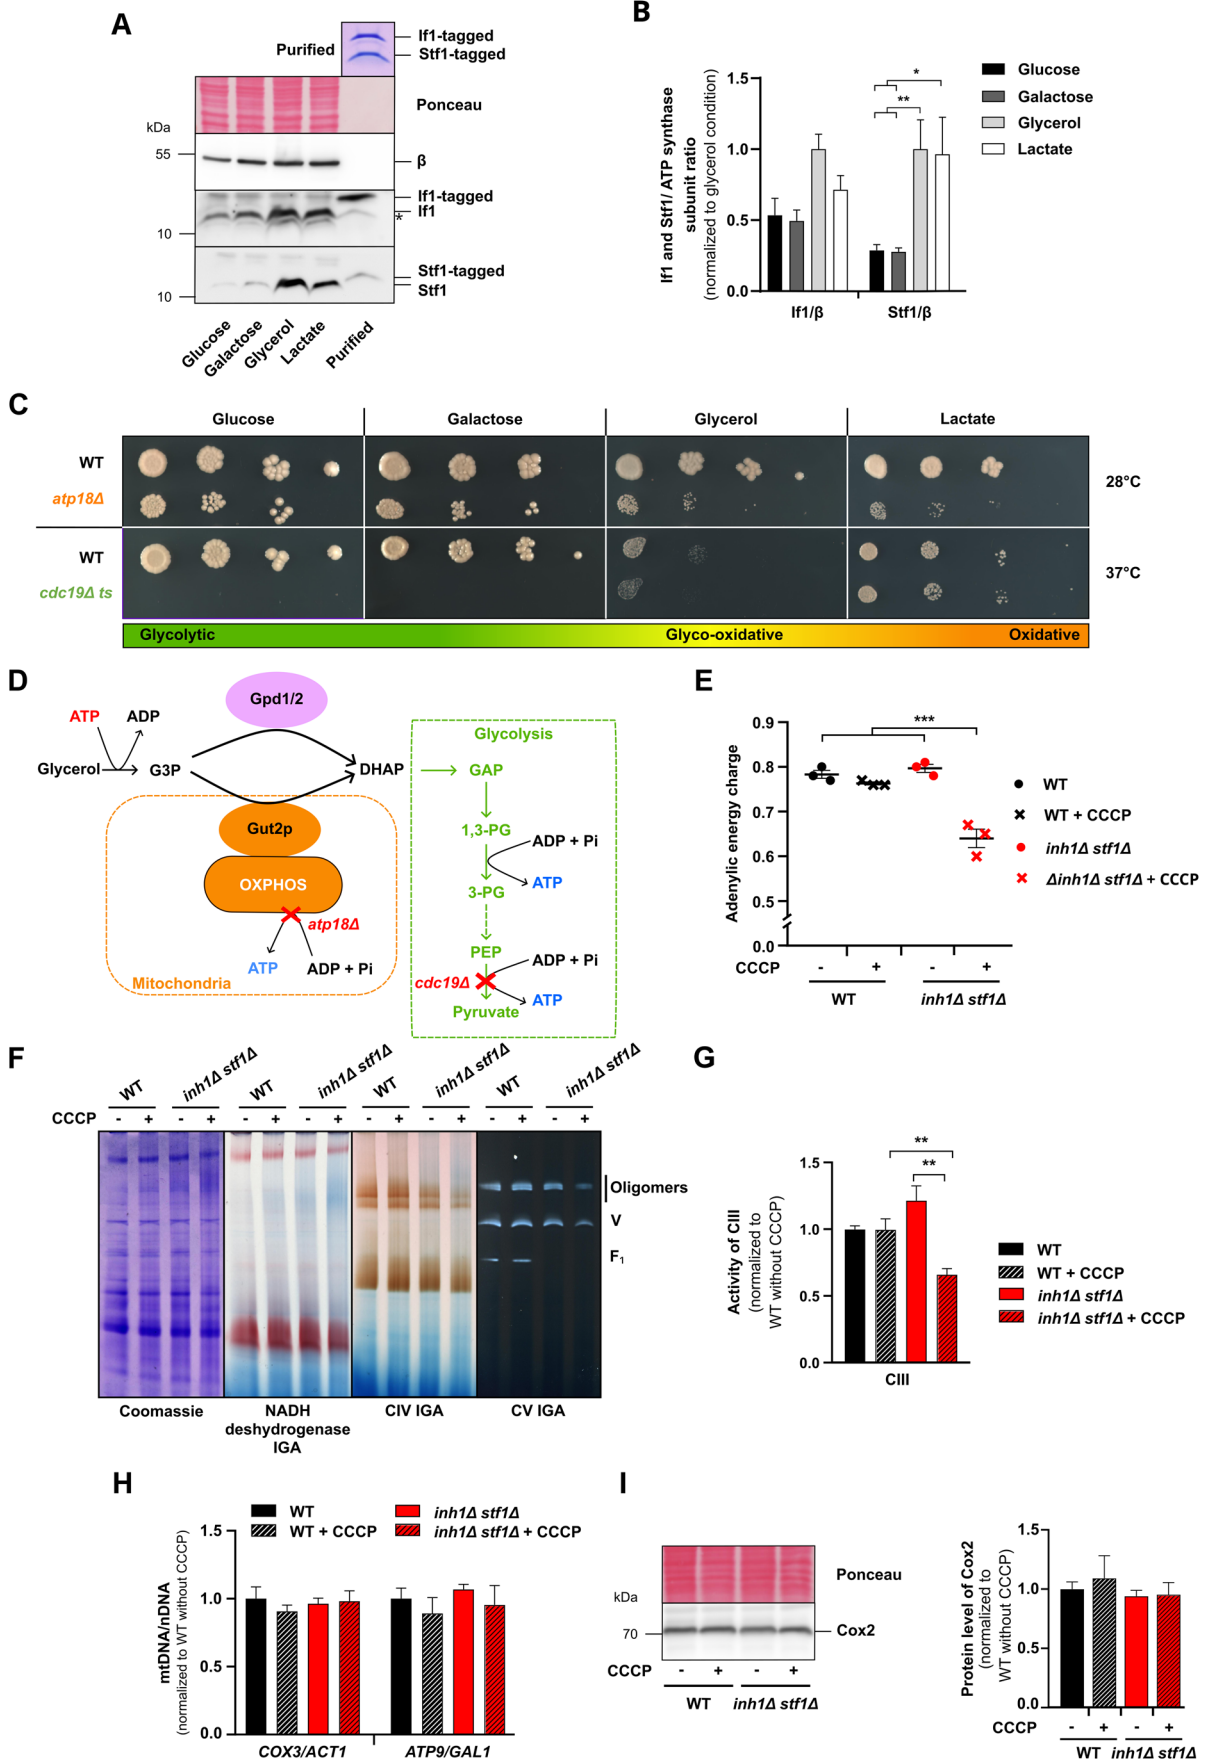 A
If1-tagged
Purified
Stf1-tagged
Ponceau
kDa
55
β
If1-tagged
If1
*
10
Stf1-tagged
Stf1
10
Glucose
Galactose
Glycerol
Lactate
Purified
B
If1 and Stf1/ ATP synthase
subunit ratio
(normalized to glycerol condition)
1.5
1.0
0.5
0.0
*
**
If1/β
Stf1/β
Glucose
Galactose
Glycerol
Lactate
C
Glucose
Galactose
Glycerol
Lactate
WT
atp18Δ
28°C
WT
cdc19Δ ts
37°C
Glycolytic
Glyco-oxidative
Oxidative
D
Gpd1/2
ATP
ADP
Glycerol
G3P
DHAP
Gut2p
OXPHOS
atp18Δ
ATP
ADP + Pi
Mitochondria
Glycolysis
GAP
1,3-PG
ADP + Pi
ATP
3-PG
PEP
ADP + Pi
cdc19Δ
ATP
Pyruvate
E
Adenylic energy charge
0.9
0.8
0.7
0.6
0.5
0.0
***
CCCP
-
+
-
+
WT
inh1Δ stf1Δ
WT
WT + CCCP
inh1Δ stf1Δ
Δinh1Δ stf1Δ + CCCP
F
WT
inh1Δ stf1Δ
WT
inh1Δ stf1Δ
WT
inh1Δ stf1Δ
WT
inh1Δ stf1Δ
CCCP
- + - + - + - + - + - + - + - +
Oligomers
V
F1
Coomassie
NADH
deshydrogenase
IGA
CIV IGA
CV IGA
G
Activity of CIII
(normalized to
WT without CCCP)
1.5
1.0
0.5
0.0
**
**
CIII
WT
WT + CCCP
inh1Δ stf1Δ
inh1Δ stf1Δ + CCCP
H
WT
WT + CCCP
inh1Δ stf1Δ
inh1Δ stf1Δ + CCCP
mtDNA/nDNA
(normalized to WT without CCCP)
1.5
1.0
0.5
0.0
COX3/ACT1
ATP9/GAL1
I
Ponceau
kDa
70
Cox2
CCCP
- + - +
WT
inh1Δ stf1Δ
Protein level of Cox2
(normalized to
WT without CCCP)
1.5
1.0
0.5
0.0
CCCP
- + - +
WT
inh1Δ stf1Δ